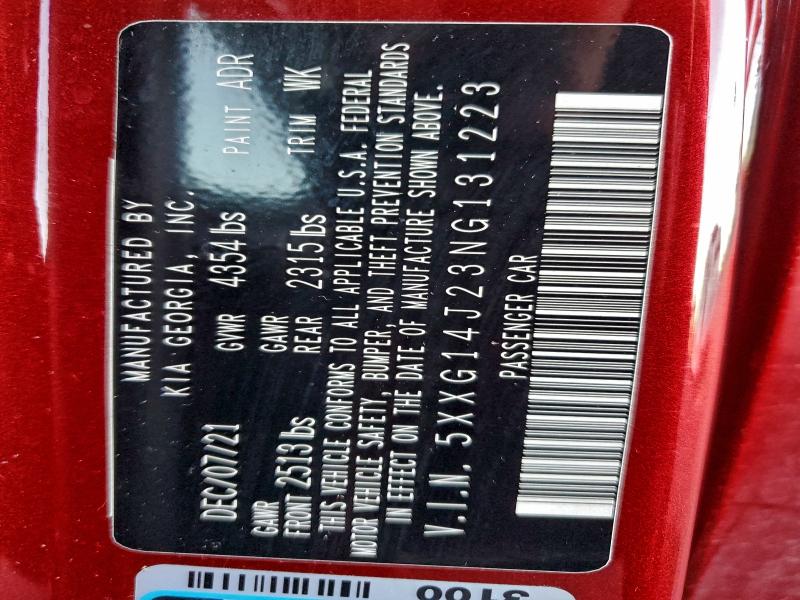 MANUFACTURED BY
KIA GEORGIA, INC.
DEC/07/21 GVWR 4354 lbs PAINT ADR
GAWR FRONT 2513 lbs GAWR REAR 2315 lbs TRIM WK
THIS VEHICLE CONFORMS TO ALL APPLICABLE U.S.A. FEDERAL
MOTOR VEHICLE SAFETY, BUMPER, AND THEFT PREVENTION STANDARDS
IN EFFECT ON THE DATE OF MANUFACTURE SHOWN ABOVE.
V.I.N. 5XXG14J23NG131223
PASSENGER CAR
3100